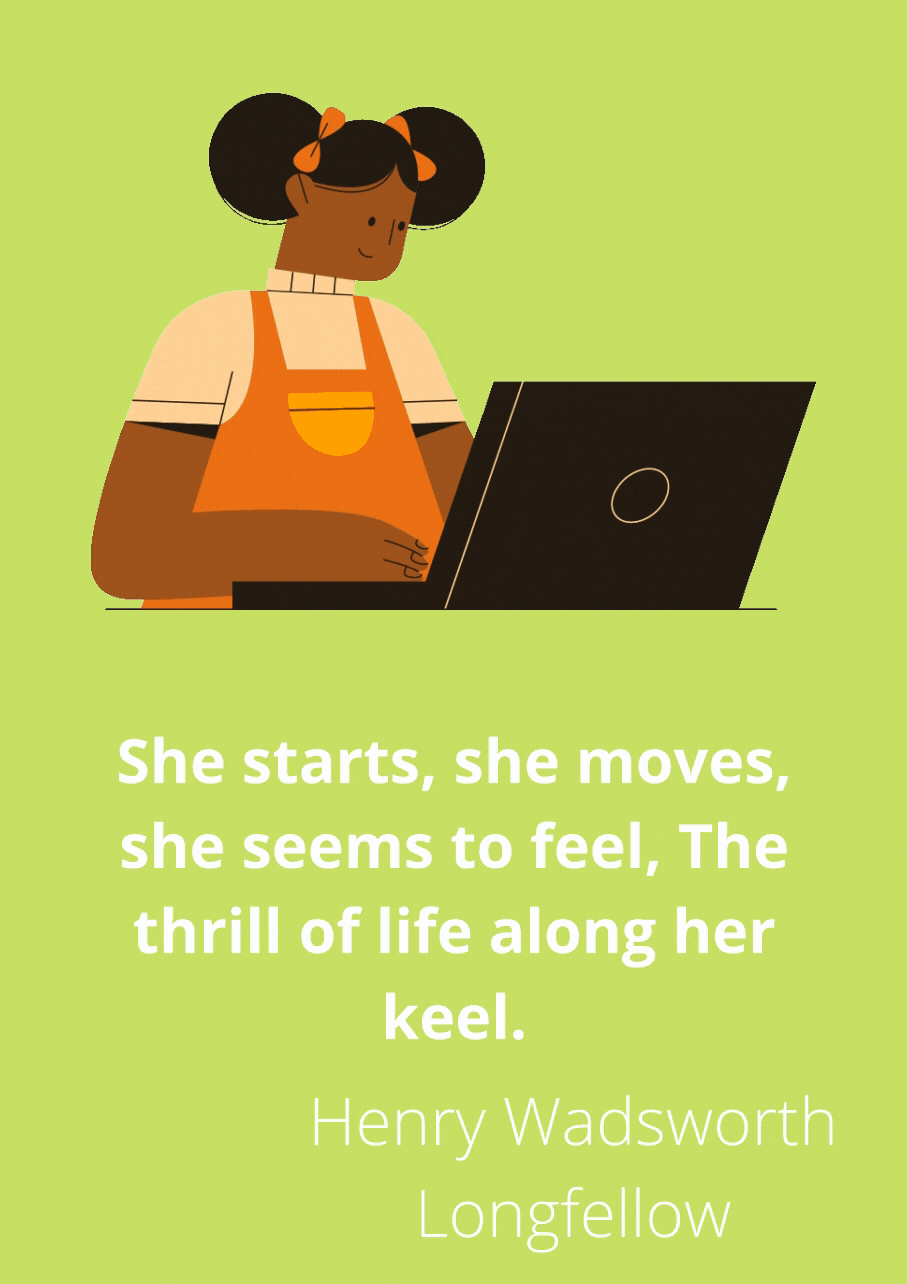 She starts, she moves,
she seems to feel, The
thrill of life along her
keel.
Henry Wadsworth
Longfellow